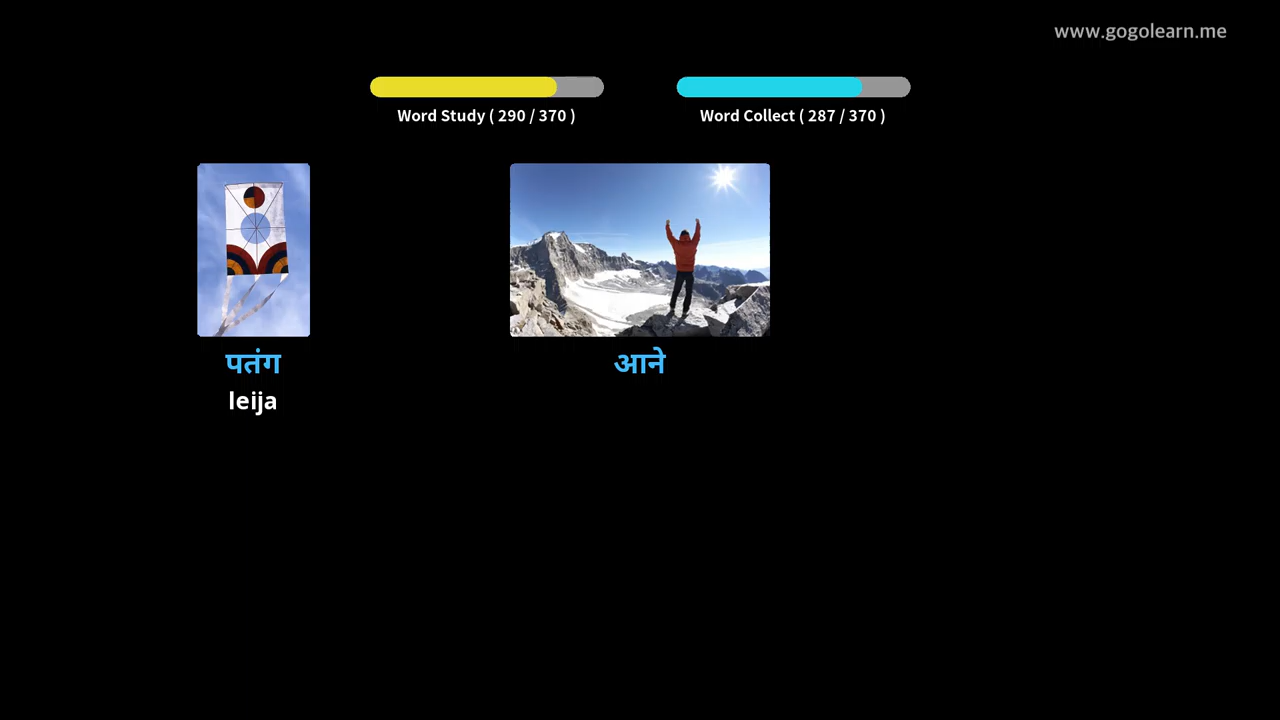 www.gogolearn.me
Word Study ( 290 / 370 )
Word Collect ( 287 / 370 )
पतंग
आने
leija